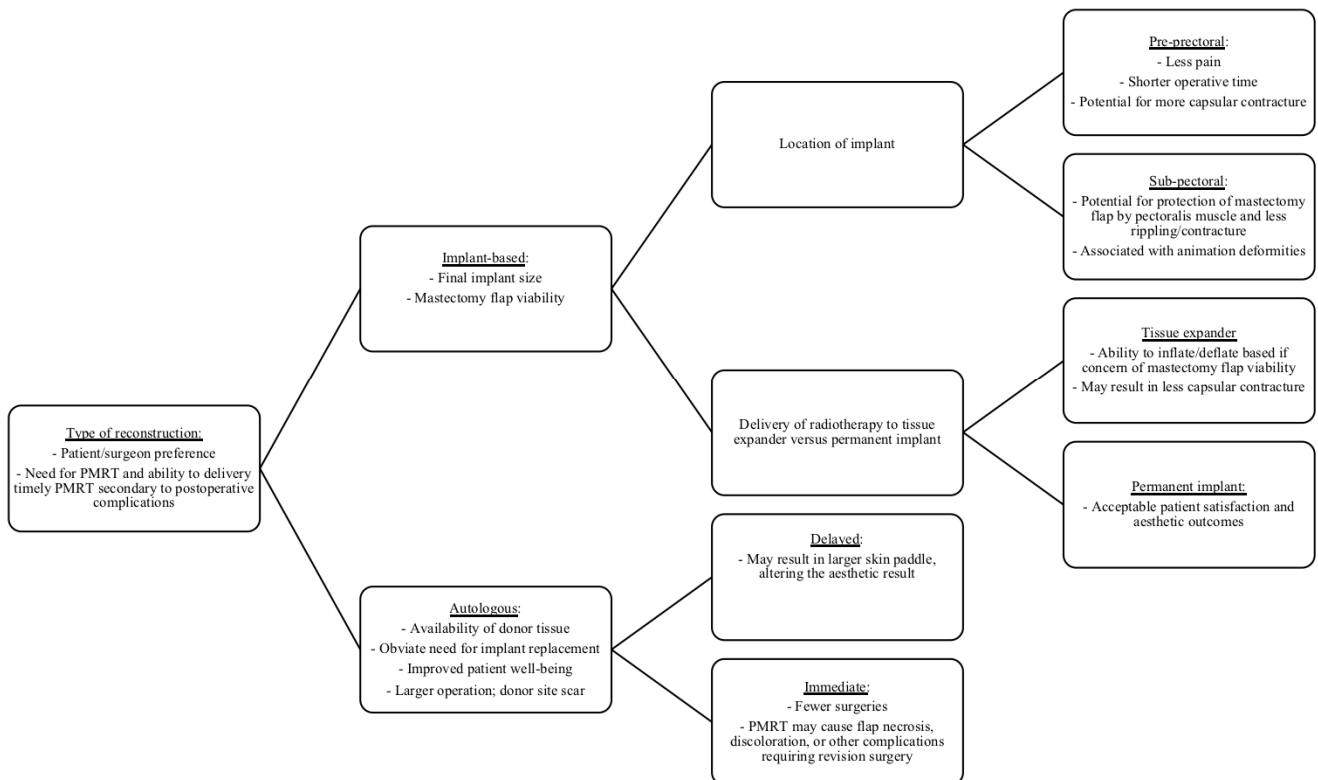 Type of reconstruction:
- Patient/surgeon preference
- Need for PMRT and ability to delivery
timely PMRT secondary to postoperative
complications
Implant-based:
- Final implant size
- Mastectomy flap viability
Location of implant
Pre-prectoral:
- Less pain
- Shorter operative time
- Potential for more capsular contracture
Sub-pectoral:
- Potential for protection of mastectomy
flap by pectoralis muscle and less
rippling/contracture
- Associated with animation deformities
Delivery of radiotherapy to tissue
expander versus permanent implant
Tissue expander
- Ability to inflate/deflate based if
concern of mastectomy flap viability
- May result in less capsular contracture
Permanent implant:
- Acceptable patient satisfaction and
aesthetic outcomes
Autologous:
- Availability of donor tissue
- Obviate need for implant replacement
- Improved patient well-being
- Larger operation; donor site scar
Delayed:
- May result in larger skin paddle,
altering the aesthetic result
Immediate:
- Fewer surgeries
- PMRT may cause flap necrosis,
discoloration, or other complications
requiring revision surgery